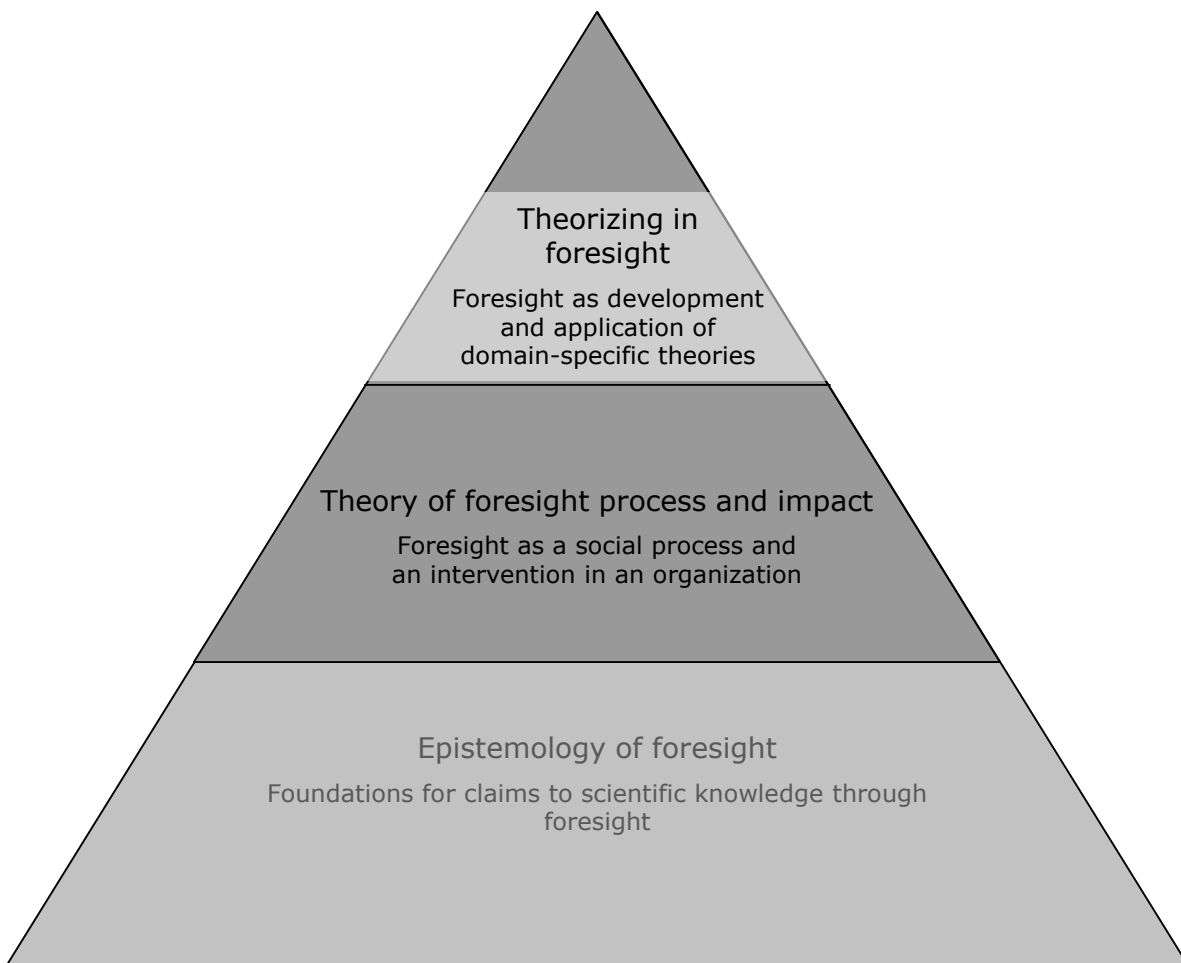 Theorizing in
foresight
Foresight as development
and application of
domain-specific theories
Theory of foresight process and impact
Foresight as a social process and
an intervention in an organization
Epistemology of foresight
Foundations for claims to scientific knowledge through
foresight